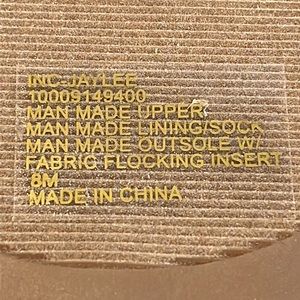 INC-JAYLEE
10009149400
MAN MADE UPPER
MAN MADE LINING/SOCK
MAN MADE OUTSOLE W/
FABRIC FLOCKING INSERT
8M
MADE IN CHINA